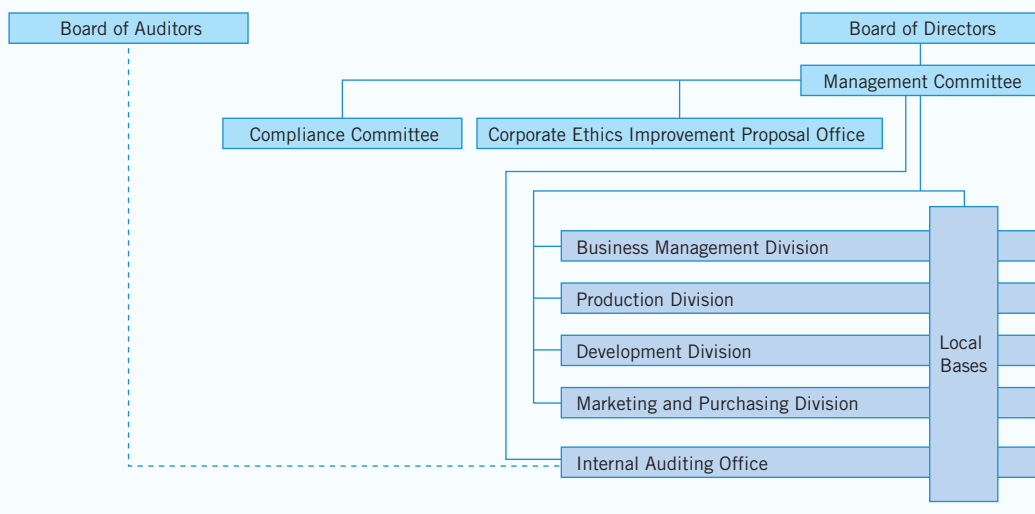 Board of Auditors
Board of Directors
Management Committee
Compliance Committee
Corporate Ethics Improvement Proposal Office
Business Management Division
Production Division
Development Division
Marketing and Purchasing Division
Internal Auditing Office
Local
Bases